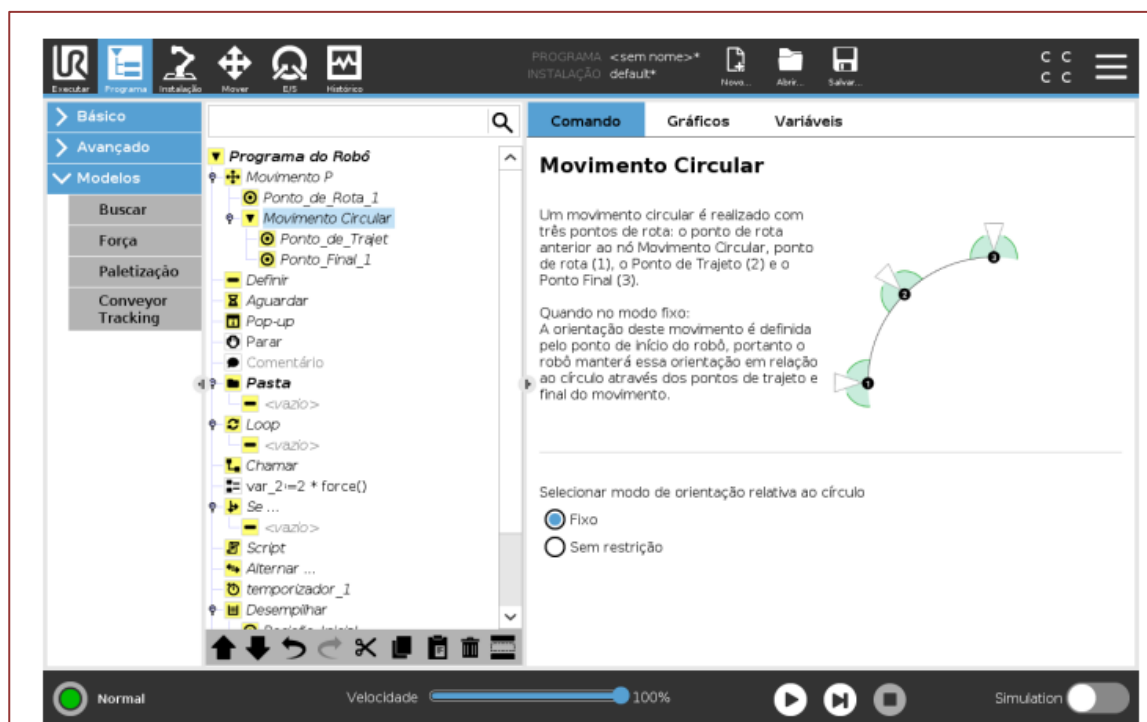 UR
PROGRAMA <sem nome>*
INSTALAÇÃO default*
C C
C C
Executar Programa Instalação Mover E/S Histórico Novo... Abrir... Salvar...
Básico
Avançado
Modelos
Buscar
Força
Paletização
Conveyor
Tracking
Programa do Robô
Movimento P
Ponto_de_Rota_1
Movimento Circular
Ponto_de_Trajet
Ponto_Final_1
Definir
Aguardar
Pop-up
Parar
Comentário
Pasta
<vazio>
Loop
<vazio>
Chamar
var_2≔2 * force()
Se ...
<vazio>
Script
Alternar ...
temporizador_1
Desempilhar
Comando Gráficos Variáveis
Movimento Circular
Um movimento circular é realizado com
três pontos de rota: o ponto de rota
anterior ao nó Movimento Circular, ponto
de rota (1), o Ponto de Trajeto (2) e o
Ponto Final (3).
Quando no modo fixo:
A orientação deste movimento é definida
pelo ponto de início do robô, portanto o
robô manterá essa orientação em relação
ao círculo através dos pontos de trajeto e
final do movimento.
3
2
1
Selecionar modo de orientação relativa ao círculo
Fixo
Sem restrição
Normal
Velocidade 100%
Simulation